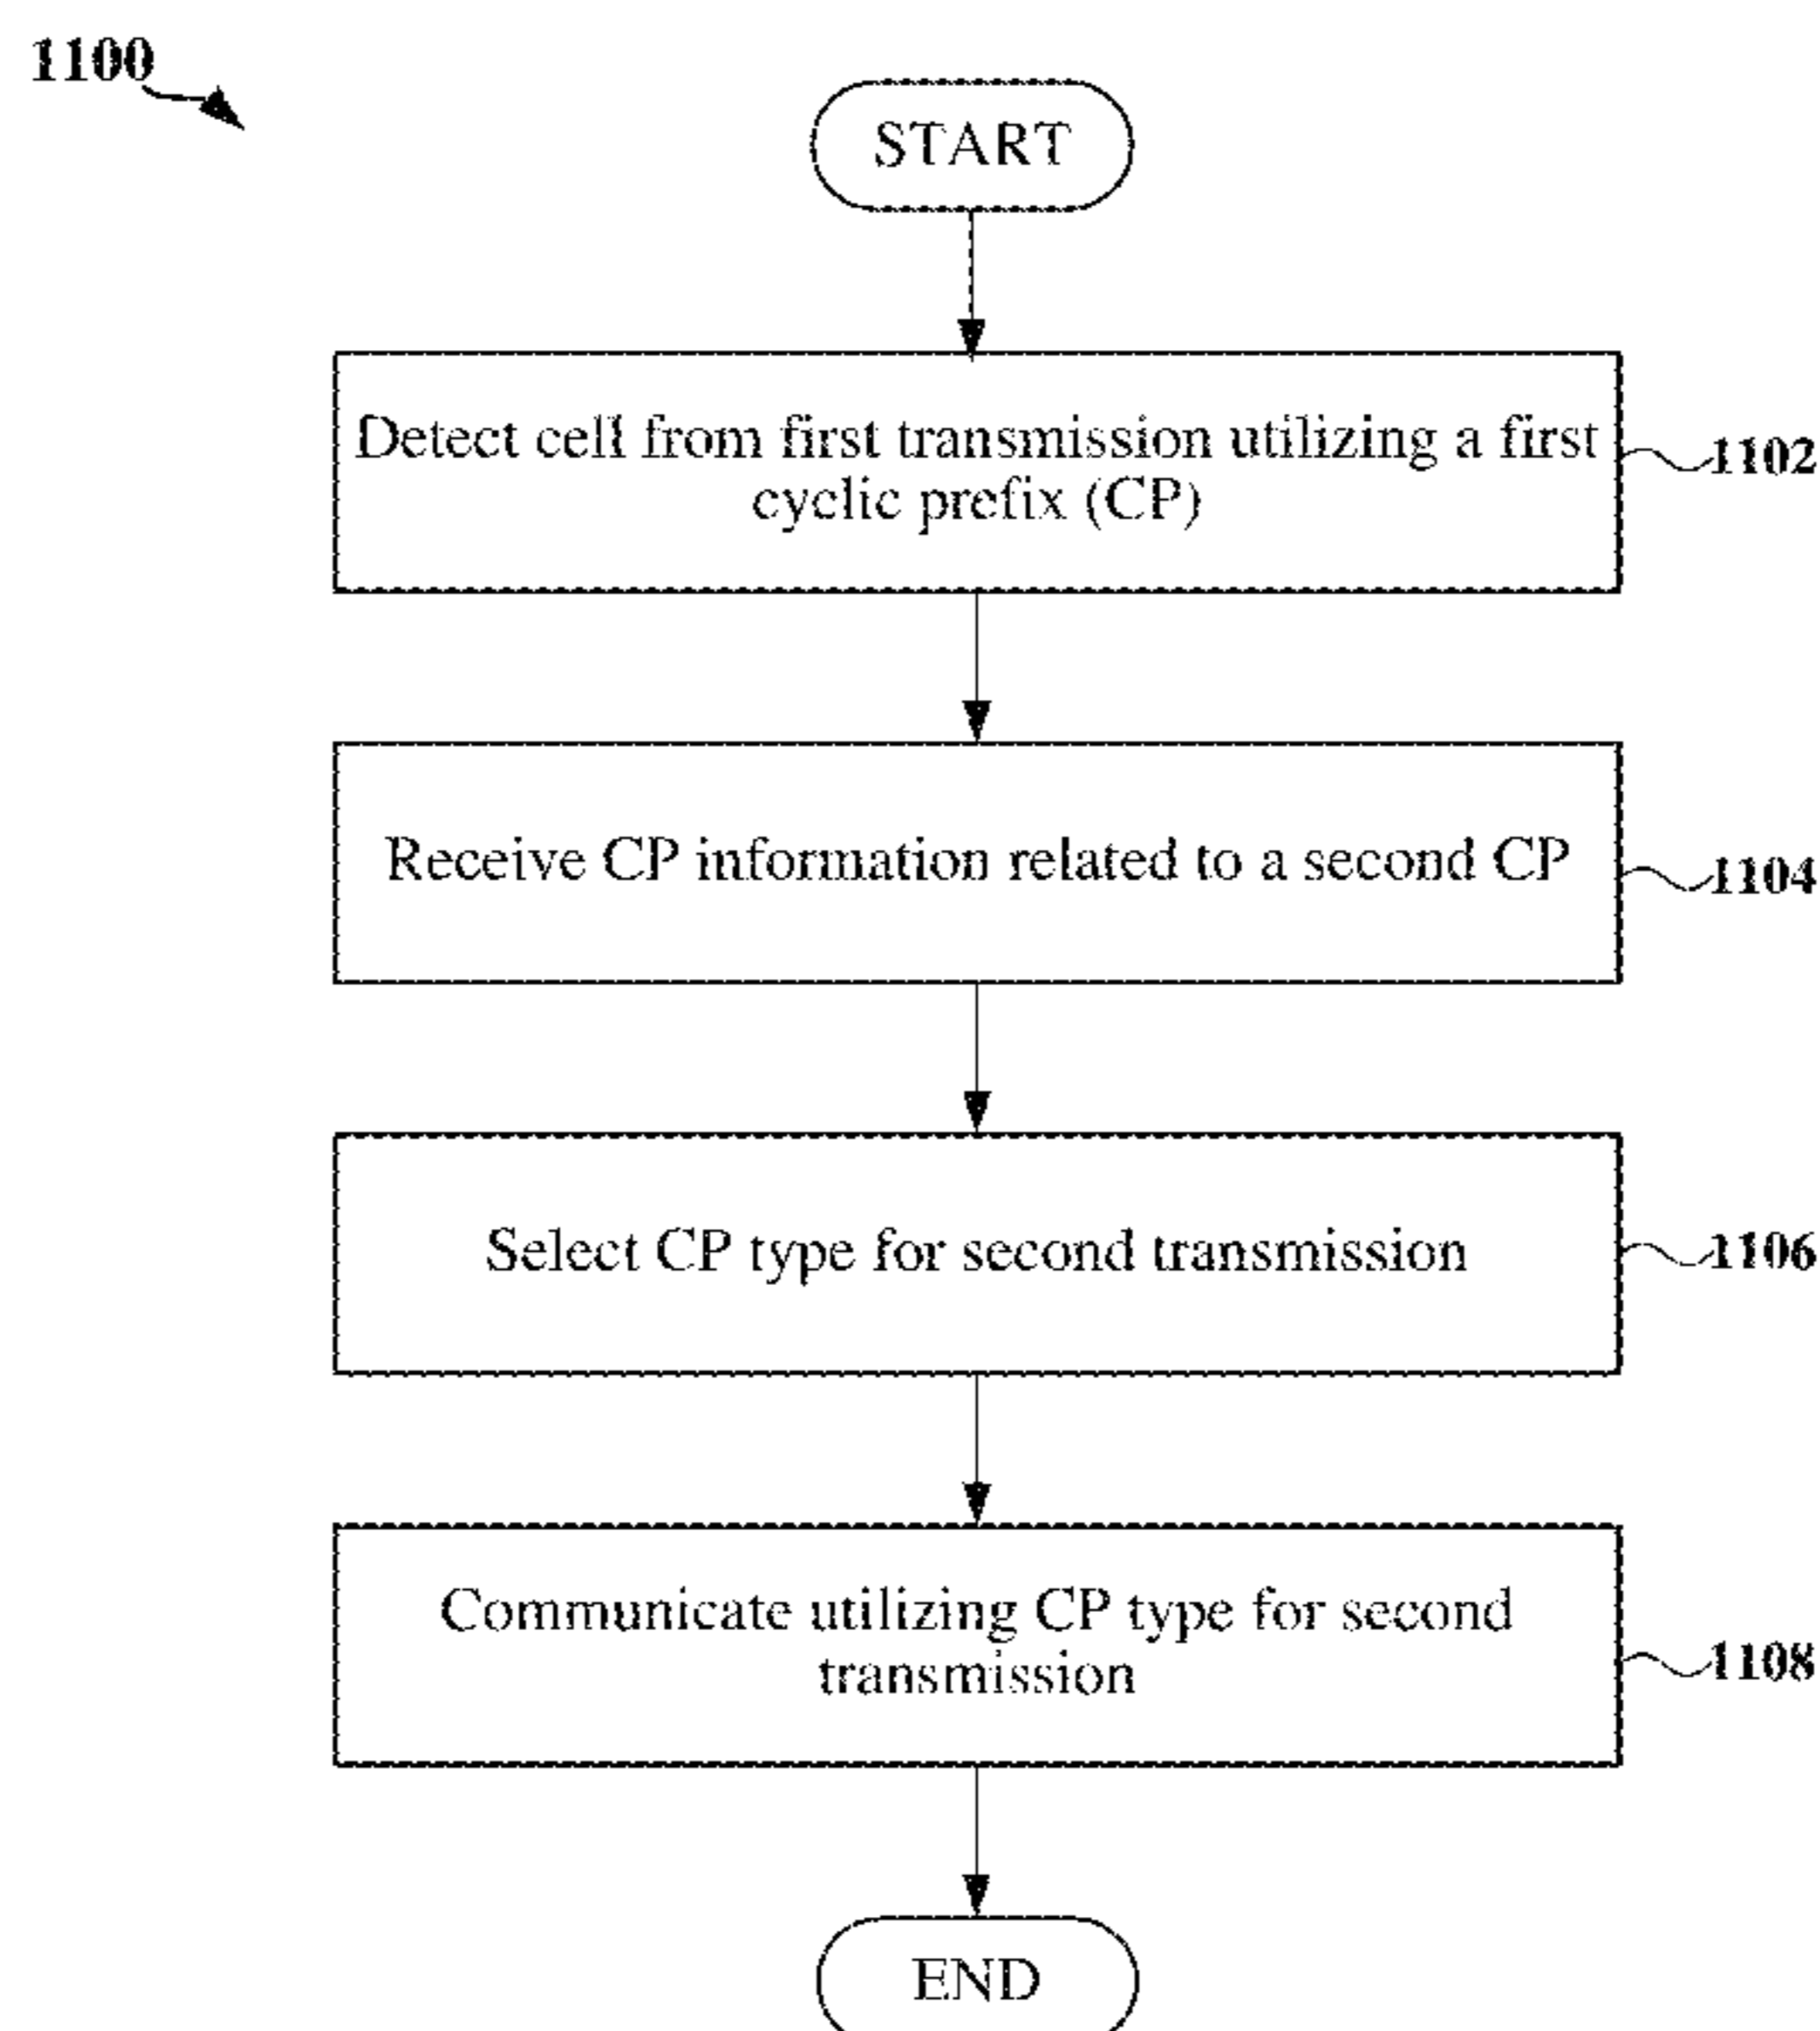 1100
START
Detect cell from first transmission utilizing a first
cyclic prefix (CP)
1102
Receive CP information related to a second CP
1104
Select CP type for second transmission
1106
Communicate utilizing CP type for second
transmission
1108
END